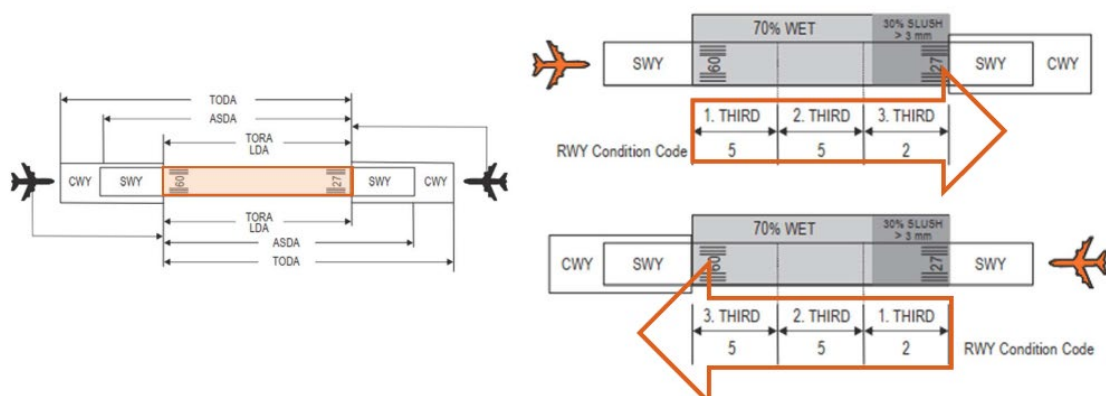 TODA
ASDA
TORA
LDA
CWY SWY 09 27 SWY CWY
TORA
LDA
ASDA
TODA
70% WET 30% SLUSH
> 3 mm
SWY 09 27 SWY CWY
1. THIRD 2. THIRD 3. THIRD
RWY Condition Code 5 5 2
70% WET 30% SLUSH
> 3 mm
CWY SWY 09 27 SWY
3. THIRD 2. THIRD 1. THIRD
5 5 2 RWY Condition Code